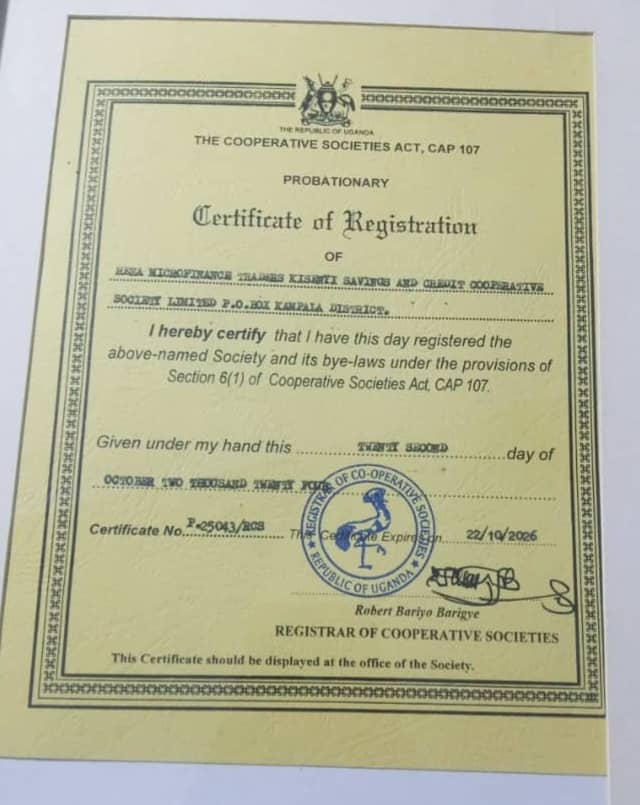 THE REPUBLIC OF UGANDA
THE COOPERATIVE SOCIETIES ACT, CAP 107
PROBATIONARY
Certificate of Registration
OF
MICROFINANCE TRADERS KISENYI SAVINGS AND CREDIT COOPERATIVE
SOCIETY LIMITED P.O.BOX KAMPALA DISTRICT.
I hereby certify that I have this day registered the
above-named Society and its bye-laws under the provisions of
Section 6(1) of Cooperative Societies Act, CAP 107.
Given under my hand this TWENTY SECOND day of
OCTOBER TWO THOUSAND TWENTY FOUR
Certificate No. P.25043/RCS This Certificate Expires on 22/10/2026
REGISTRAR OF CO-OPERATIVE SOCIETIES
REPUBLIC OF UGANDA
Robert Bariyo Barigye
REGISTRAR OF COOPERATIVE SOCIETIES
This Certificate should be displayed at the office of the Society.